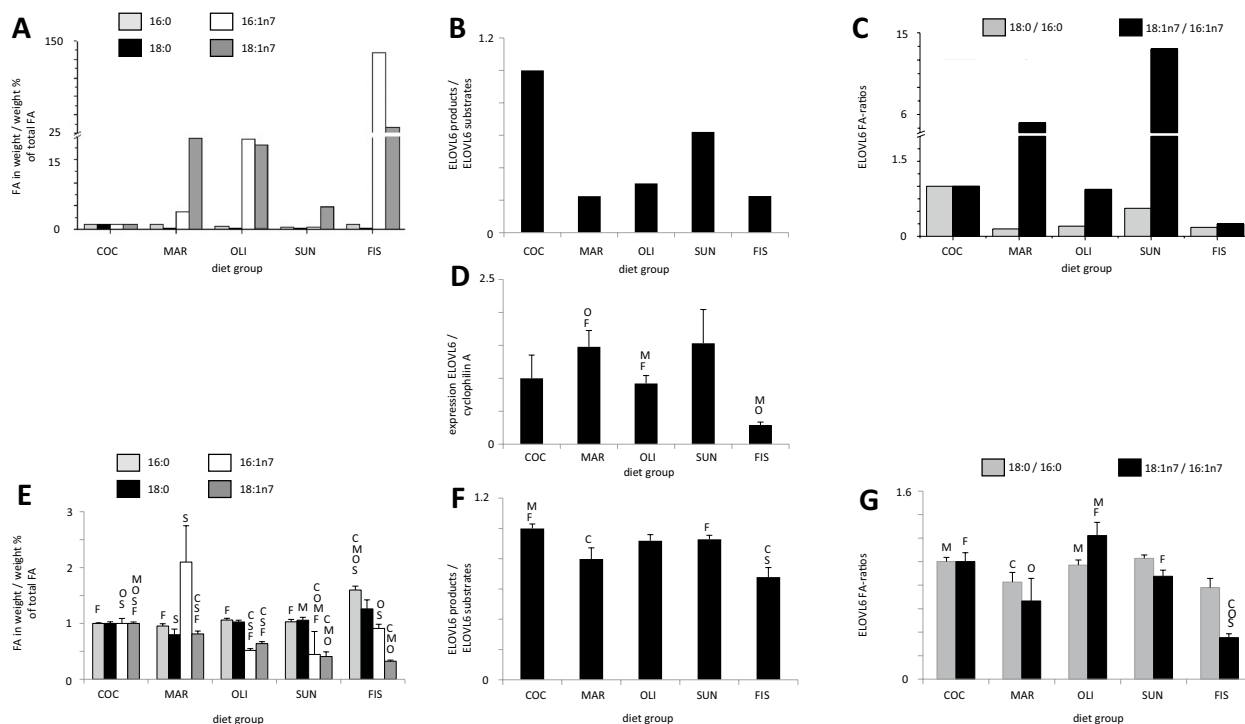 A
16:0
16:1n7
18:0
18:1n7
FA in weight / weight %
of total FA
150
25
15
0
COC MAR OLI SUN FIS
diet group
B
ELOVL6 products /
ELOVL6 substrates
1.2
0
COC MAR OLI SUN FIS
diet group
C
18:0 / 16:0
18:1n7 / 16:1n7
ELOVL6 FA-ratios
15
6
1.5
0
COC MAR OLI SUN FIS
diet group
D
expression ELOVL6 /
cyclophilin A
2.5
0
O
F
M
F
M
O
COC MAR OLI SUN FIS
diet group
E
16:0
16:1n7
18:0
18:1n7
FA in weight / weight %
of total FA
3
2
1
0
F
O
S
M
O
S
F
F
S
S
C
S
F
F
C
S
F
C
S
F
F
M
C
O
M
F
C
M
O
C
M
O
S
O
S
C
M
O
COC MAR OLI SUN FIS
diet group
F
ELOVL6 products /
ELOVL6 substrates
1.2
0
M
F
C
F
C
S
COC MAR OLI SUN FIS
diet group
G
18:0 / 16:0
18:1n7 / 16:1n7
ELOVL6 FA-ratios
1.6
0
M
F
C
O
M
M
F
F
C
O
S
COC MAR OLI SUN FIS
diet group